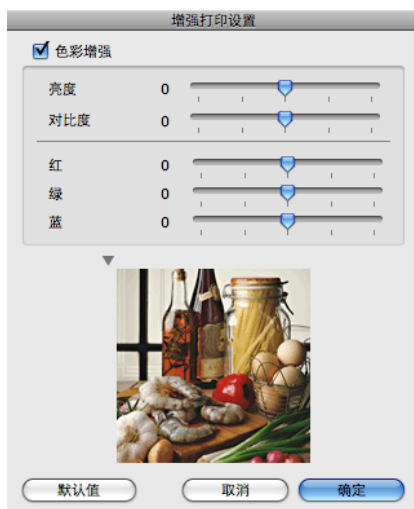 增强打印设置
色彩增强
亮度 0
对比度 0
红 0
绿 0
蓝 0
默认值 取消 确定